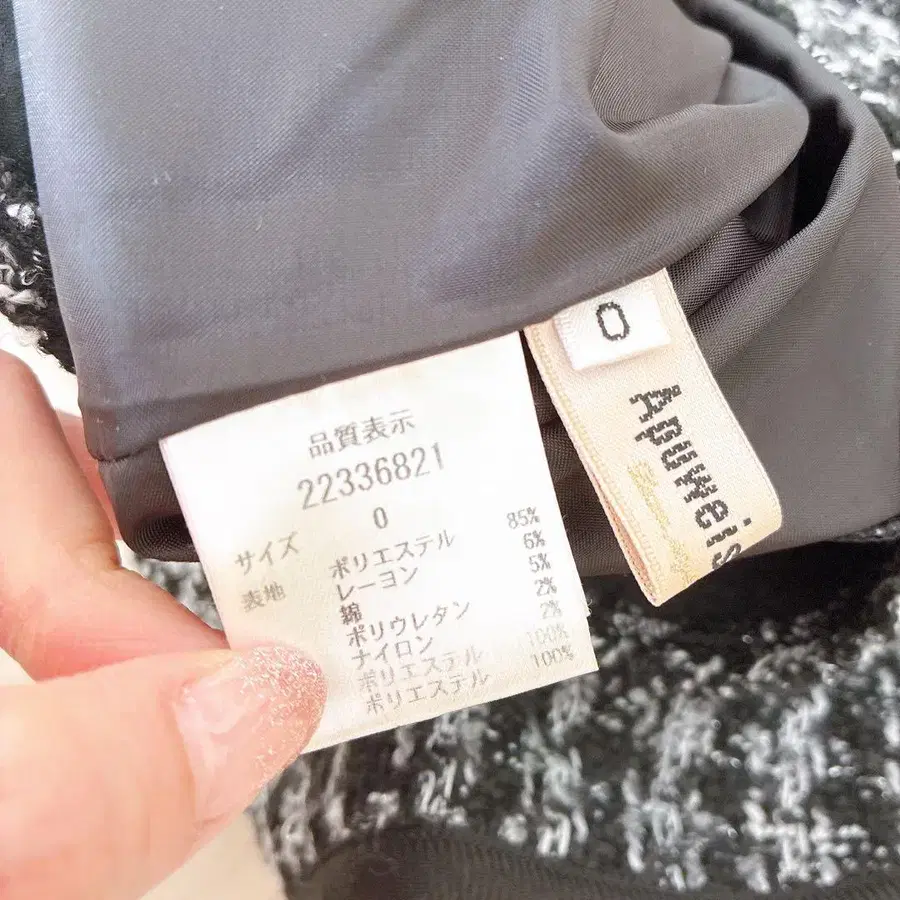 品質表示
22336821
サイズ 0
表地 ポリエステル 85%
レーヨン 6%
綿 5%
ポリウレタン 2%
ナイロン 2%
ポリエステル 100%
ポリエステル 100%
0
Apuweis